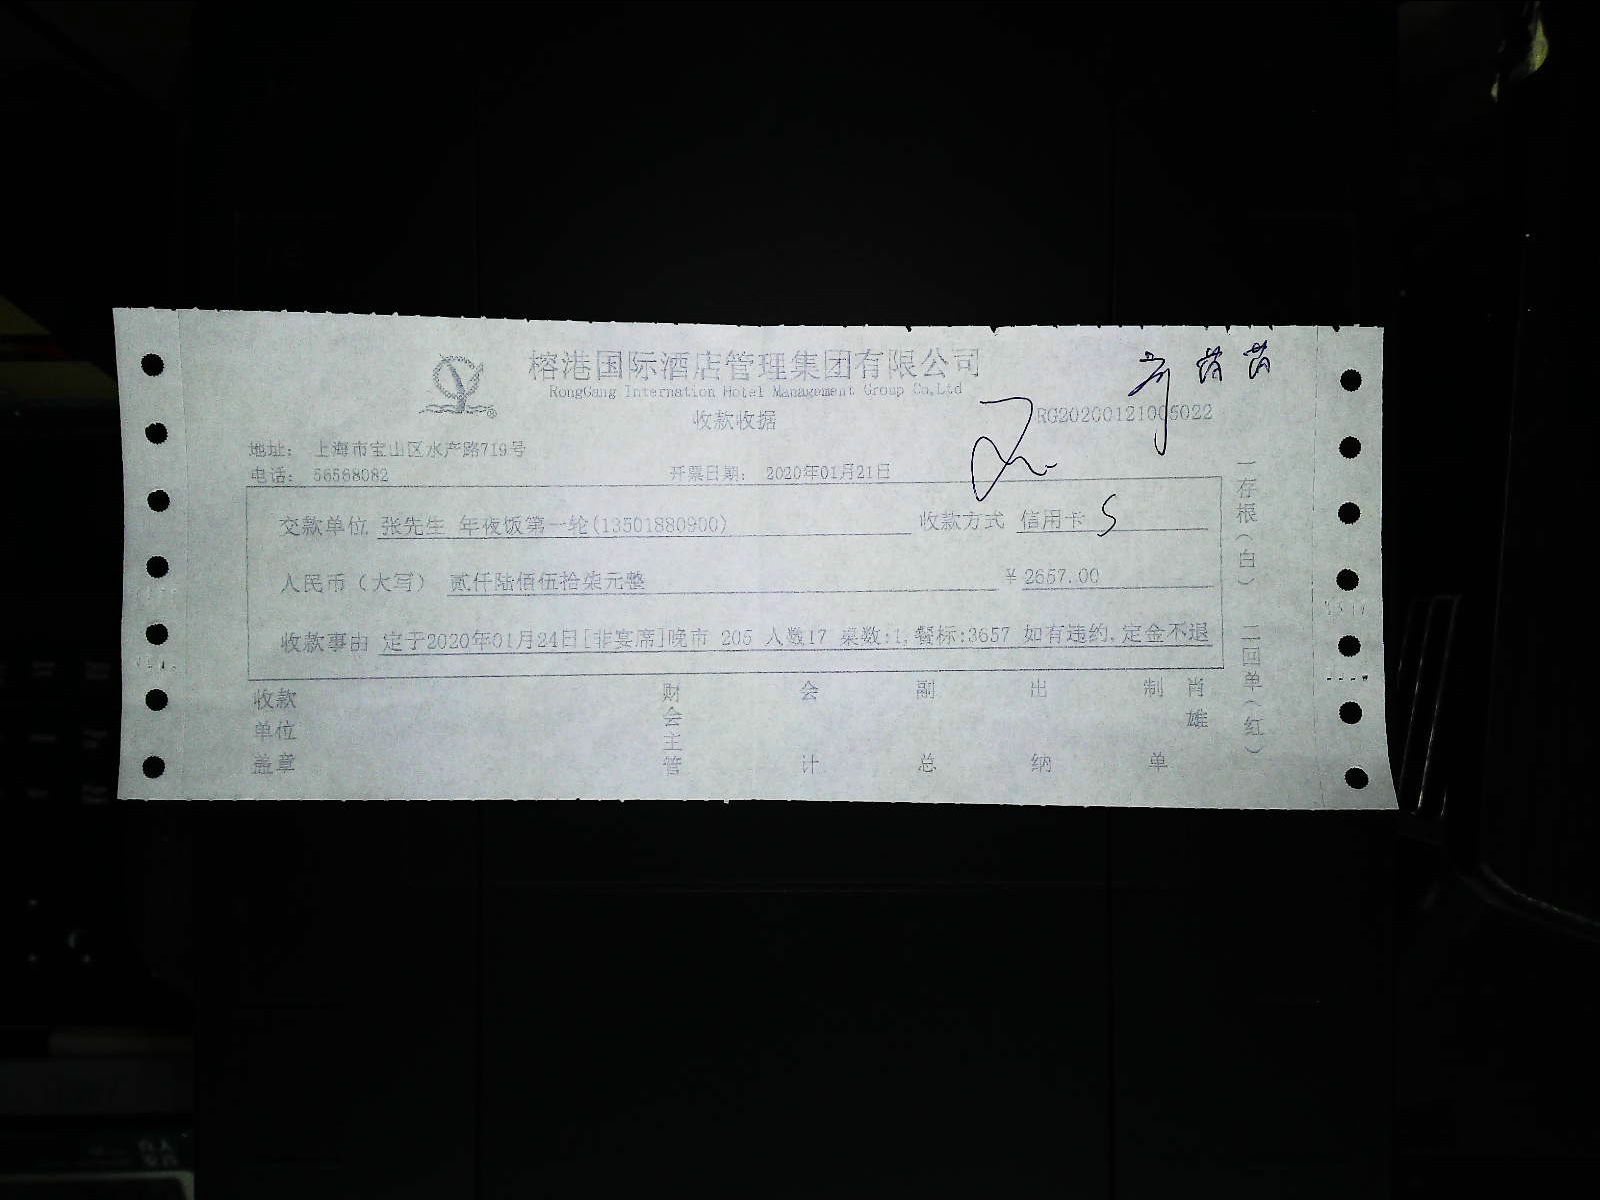 榕港国际酒店管理集团有限公司
RongGang Internation Hotel Management Group Co,Ltd
收款收据
RG20200121005022
地址： 上海市宝山区水产路719号
电话： 56568082 开票日期： 2020年01月21日
交款单位 张先生 年夜饭第一轮(13501880900) 收款方式 信用卡 S
人民币（大写） 贰仟陆佰伍拾柒元整 ¥ 2657.00
收款事由 定于2020年01月24日[非宴席]晚市 205 人数17 桌数:1,餐标:3657 如有违约,定金不退
收款单位盖章 财会主管 会计 副总 出纳 制单 肖雄
一存根（白） 二回单（红）